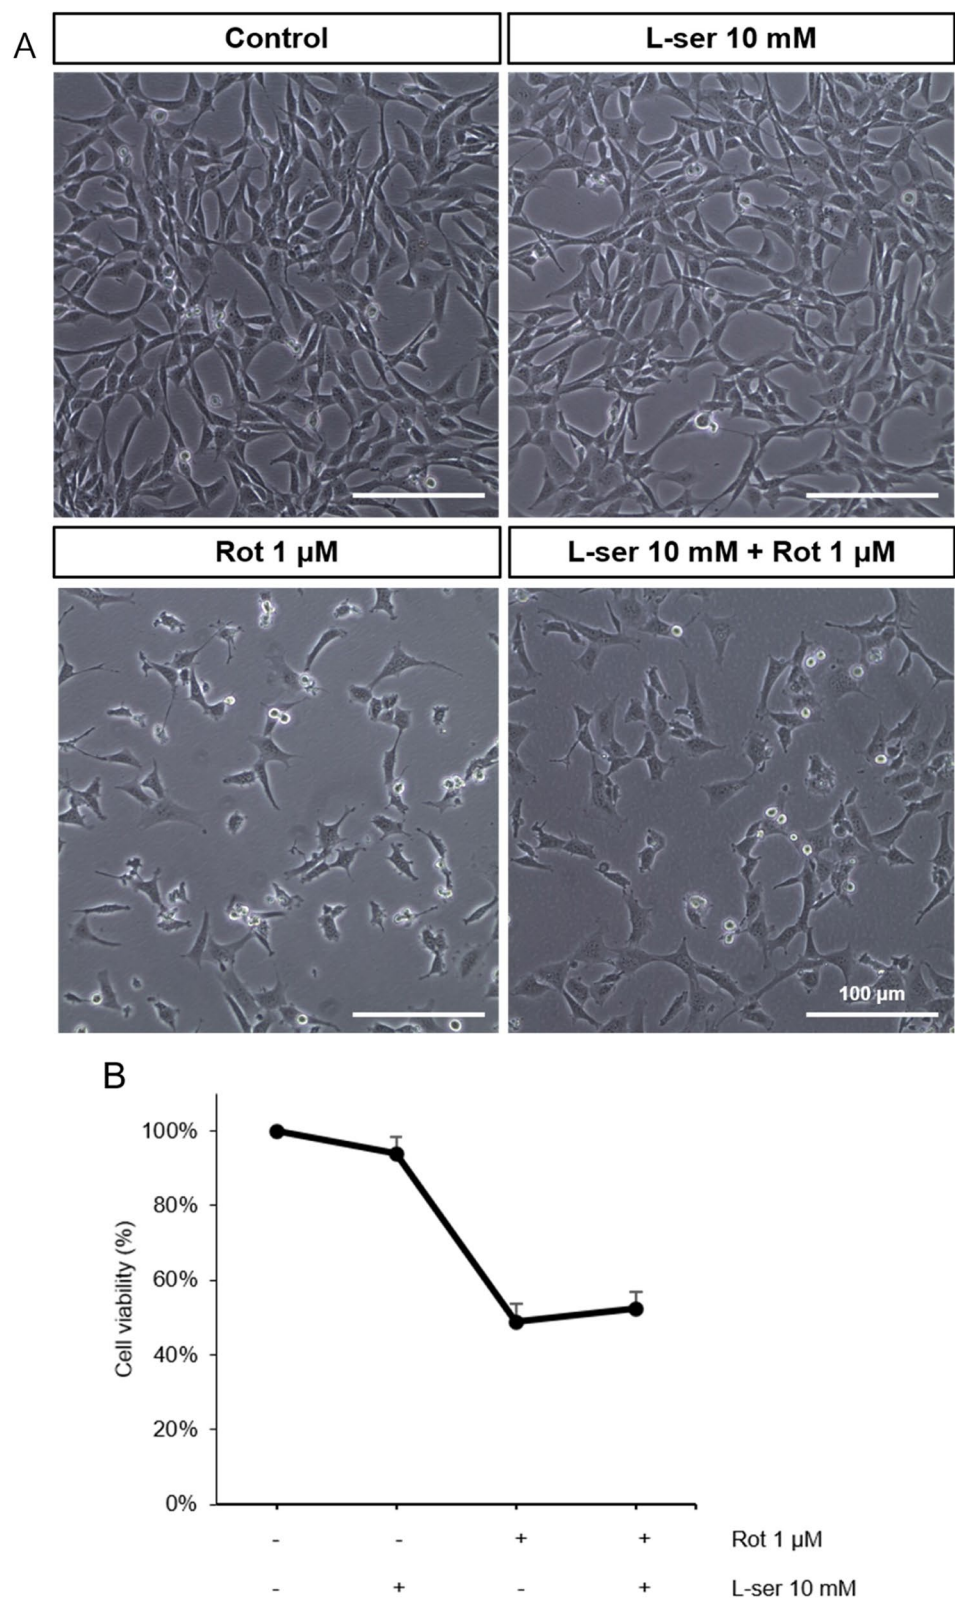 A
Control
L-ser 10 mM
Rot 1 µM
L-ser 10 mM + Rot 1 µM
100 µm
B
Cell viability (%)
100%
80%
60%
40%
20%
0%
- - + + Rot 1 µM
- + - + L-ser 10 mM